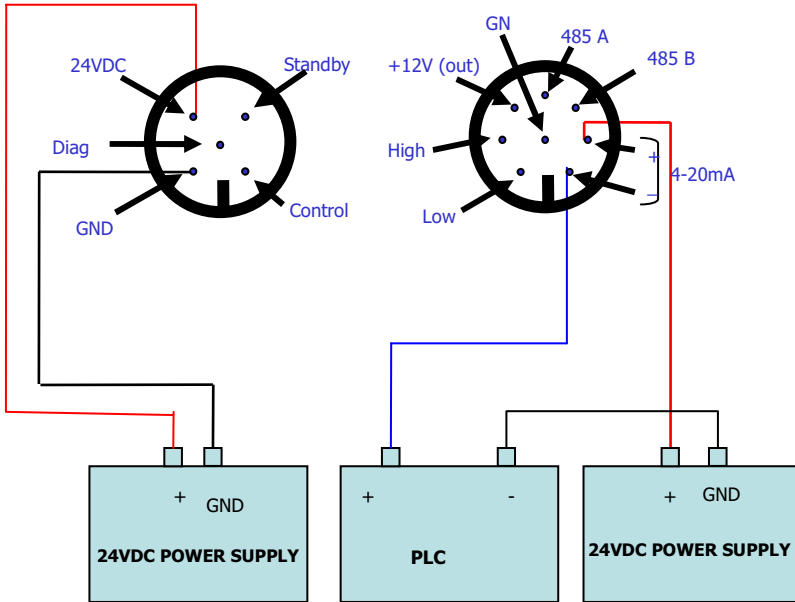 GN
485 A
24VDC
Standby
+12V (out)
485 B
Diag
High
+
4-20mA
–
Control
Low
GND
+
GND
24VDC POWER SUPPLY
+
-
PLC
+
GND
24VDC POWER SUPPLY